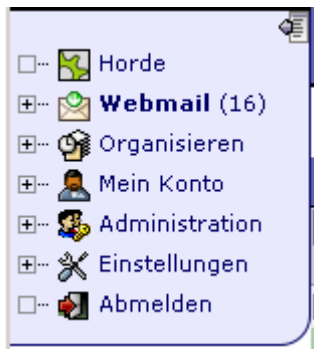 Horde
Webmail (16)
Organisieren
Mein Konto
Administration
Einstellungen
Abmelden